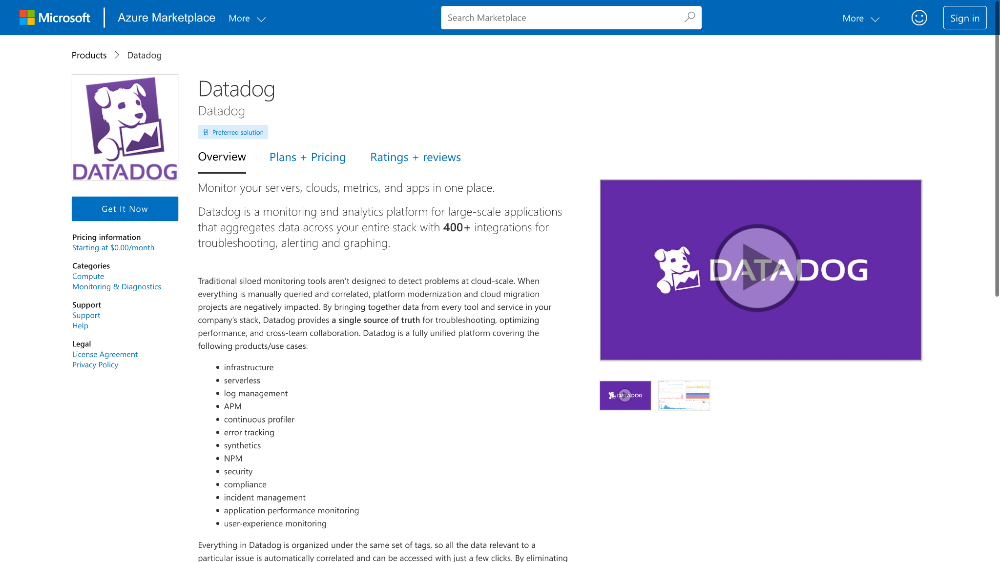 Microsoft
Azure Marketplace
More
Search Marketplace
More
Sign in
Products > Datadog
DATADOG
Get It Now
Pricing information
Starting at $0.00/month
Categories
Compute
Monitoring & Diagnostics
Support
Support
Help
Legal
License Agreement
Privacy Policy
Datadog
Datadog
Preferred solution
Overview
Plans + Pricing
Ratings + reviews
Monitor your servers, clouds, metrics, and apps in one place.
Datadog is a monitoring and analytics platform for large-scale applications
that aggregates data across your entire stack with 400+ integrations for
troubleshooting, alerting and graphing.
Traditional siloed monitoring tools aren't designed to detect problems at cloud-scale. When
everything is manually queried and correlated, platform modernization and cloud migration
projects are negatively impacted. By bringing together data from every tool and service in your
company's stack, Datadog provides a single source of truth for troubleshooting, optimizing
performance, and cross-team collaboration. Datadog is a fully unified platform covering the
following products/use cases:
• infrastructure
• serverless
• log management
• APM
• continuous profiler
• error tracking
• synthetics
• NPM
• security
• compliance
• incident management
• application performance monitoring
• user-experience monitoring
Everything in Datadog is organized under the same set of tags, so all the data relevant to a
particular issue is automatically correlated and can be accessed with just a few clicks. By eliminating
DATADOG
DATADOG